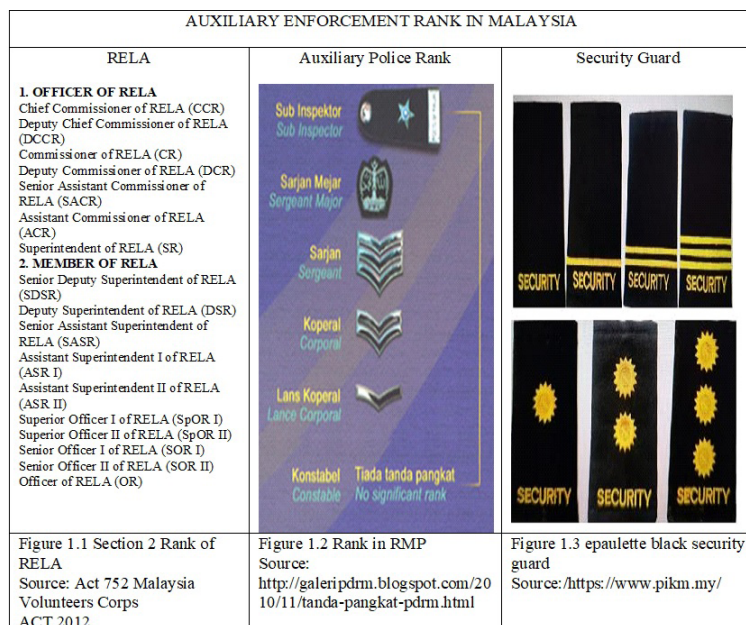 AUXILIARY ENFORCEMENT RANK IN MALAYSIA
RELA
1. OFFICER OF RELA
Chief Commissioner of RELA (CCR)
Deputy Chief Commissioner of RELA
(DCCR)
Commissioner of RELA (CR)
Deputy Commissioner of RELA (DCR)
Senior Assistant Commissioner of
RELA (SACR)
Assistant Commissioner of RELA
(ACR)
Superintendent of RELA (SR)
2. MEMBER OF RELA
Senior Deputy Superintendent of RELA
(SDSR)
Deputy Superintendent of RELA (DSR)
Senior Assistant Superintendent of
RELA (SASR)
Assistant Superintendent I of RELA
(ASR I)
Assistant Superintendent II of RELA
(ASR II)
Superior Officer I of RELA (SpOR I)
Superior Officer II of RELA (SpOR II)
Senior Officer I of RELA (SOR I)
Senior Officer II of RELA (SOR II)
Officer of RELA (OR)
Figure 1.1 Section 2 Rank of
RELA
Source: Act 752 Malaysia
Volunteers Corps
ACT 2012
Auxiliary Police Rank
Sub Inspektor
Sub Inspector
Sarjan Mejar
Sergeant Major
Sarjan
Sergeant
Koperal
Corporal
Lans Koperal
Lance Corporal
Konstabel Tiada tanda pangkat
Constable No significant rank
Figure 1.2 Rank in RMP
Source:
http://galeripdrm.blogspot.com/20
10/11/tanda-pangkat-pdrm.html
Security Guard
SECURITY SECURITY SECURITY SECURITY
SECURITY SECURITY SECURITY
Figure 1.3 epaulette black security
guard
Source:/https://www.pikm.my/